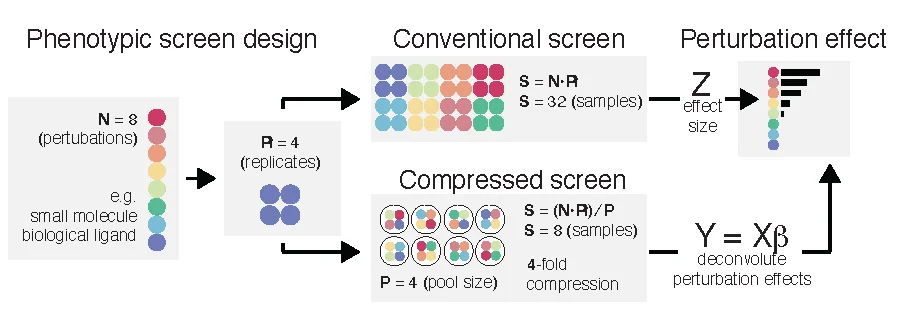 Phenotypic screen design
N = 8
(pertubations)
e.g.
small molecule
biological ligand
R = 4
(replicates)
Conventional screen
S = N·R
S = 32 (samples)
Compressed screen
S = (N·R)/P
S = 8 (samples)
4-fold
compression
P = 4 (pool size)
Perturbation effect
Z
effect
size
Y = Xβ
deconvolute
perturbation effects